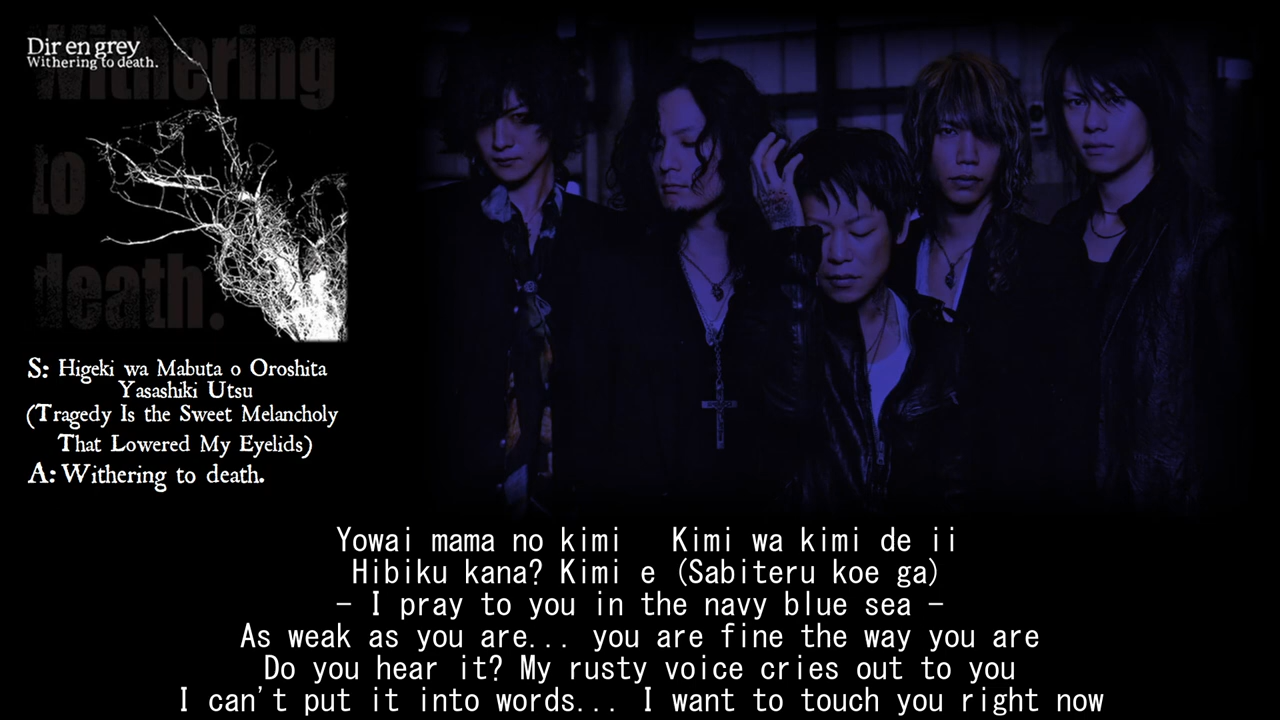 Dir en grey
Withering to death.
Withering
to
death.
S: Higeki wa Mabuta o Oroshita
Yasashiki Utsu
(Tragedy Is the Sweet Melancholy
That Lowered My Eyelids)
A: Withering to death.
Yowai mama no kimi Kimi wa kimi de ii
Hibiku kana? Kimi e (Sabiteru koe ga)
- I pray to you in the navy blue sea -
As weak as you are... you are fine the way you are
Do you hear it? My rusty voice cries out to you
I can't put it into words... I want to touch you right now